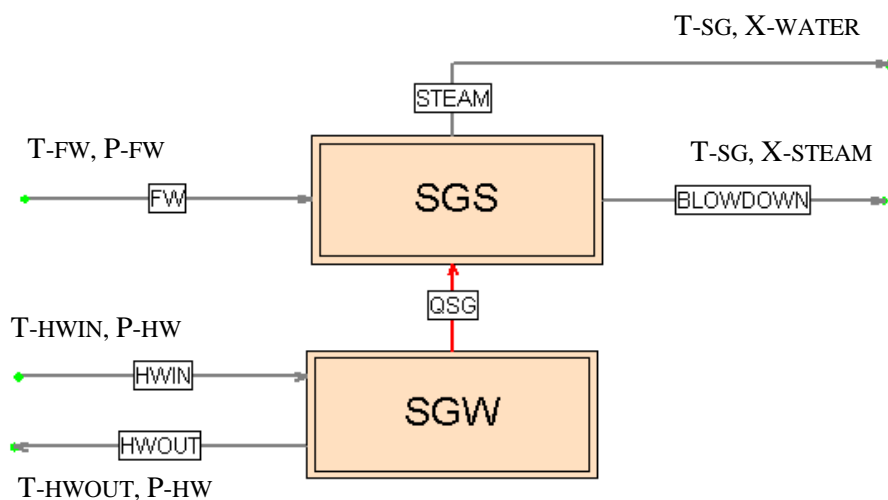 T-SG, X-WATER
STEAM
T-FW, P-FW
T-SG, X-STEAM
FW
SGS
BLOWDOWN
QSG
T-HWIN, P-HW
HWIN
SGW
HWOUT
T-HWOUT, P-HW